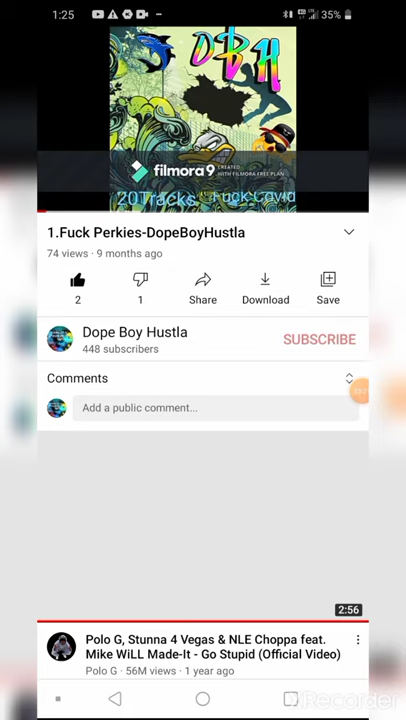 1:25
35%
DBH
filmora9 CREATED
WITH FILMORA FREE PLAN
20Tracks Fuck Covid
1.Fuck Perkies-DopeBoyHustla
74 views · 9 months ago
2
1
Share
Download
Save
Dope Boy Hustla
448 subscribers
SUBSCRIBE
Comments
Add a public comment...
2:56
Polo G, Stunna 4 Vegas & NLE Choppa feat.
Mike WiLL Made-It - Go Stupid (Official Video)
Polo G · 56M views · 1 year ago
XRecorder